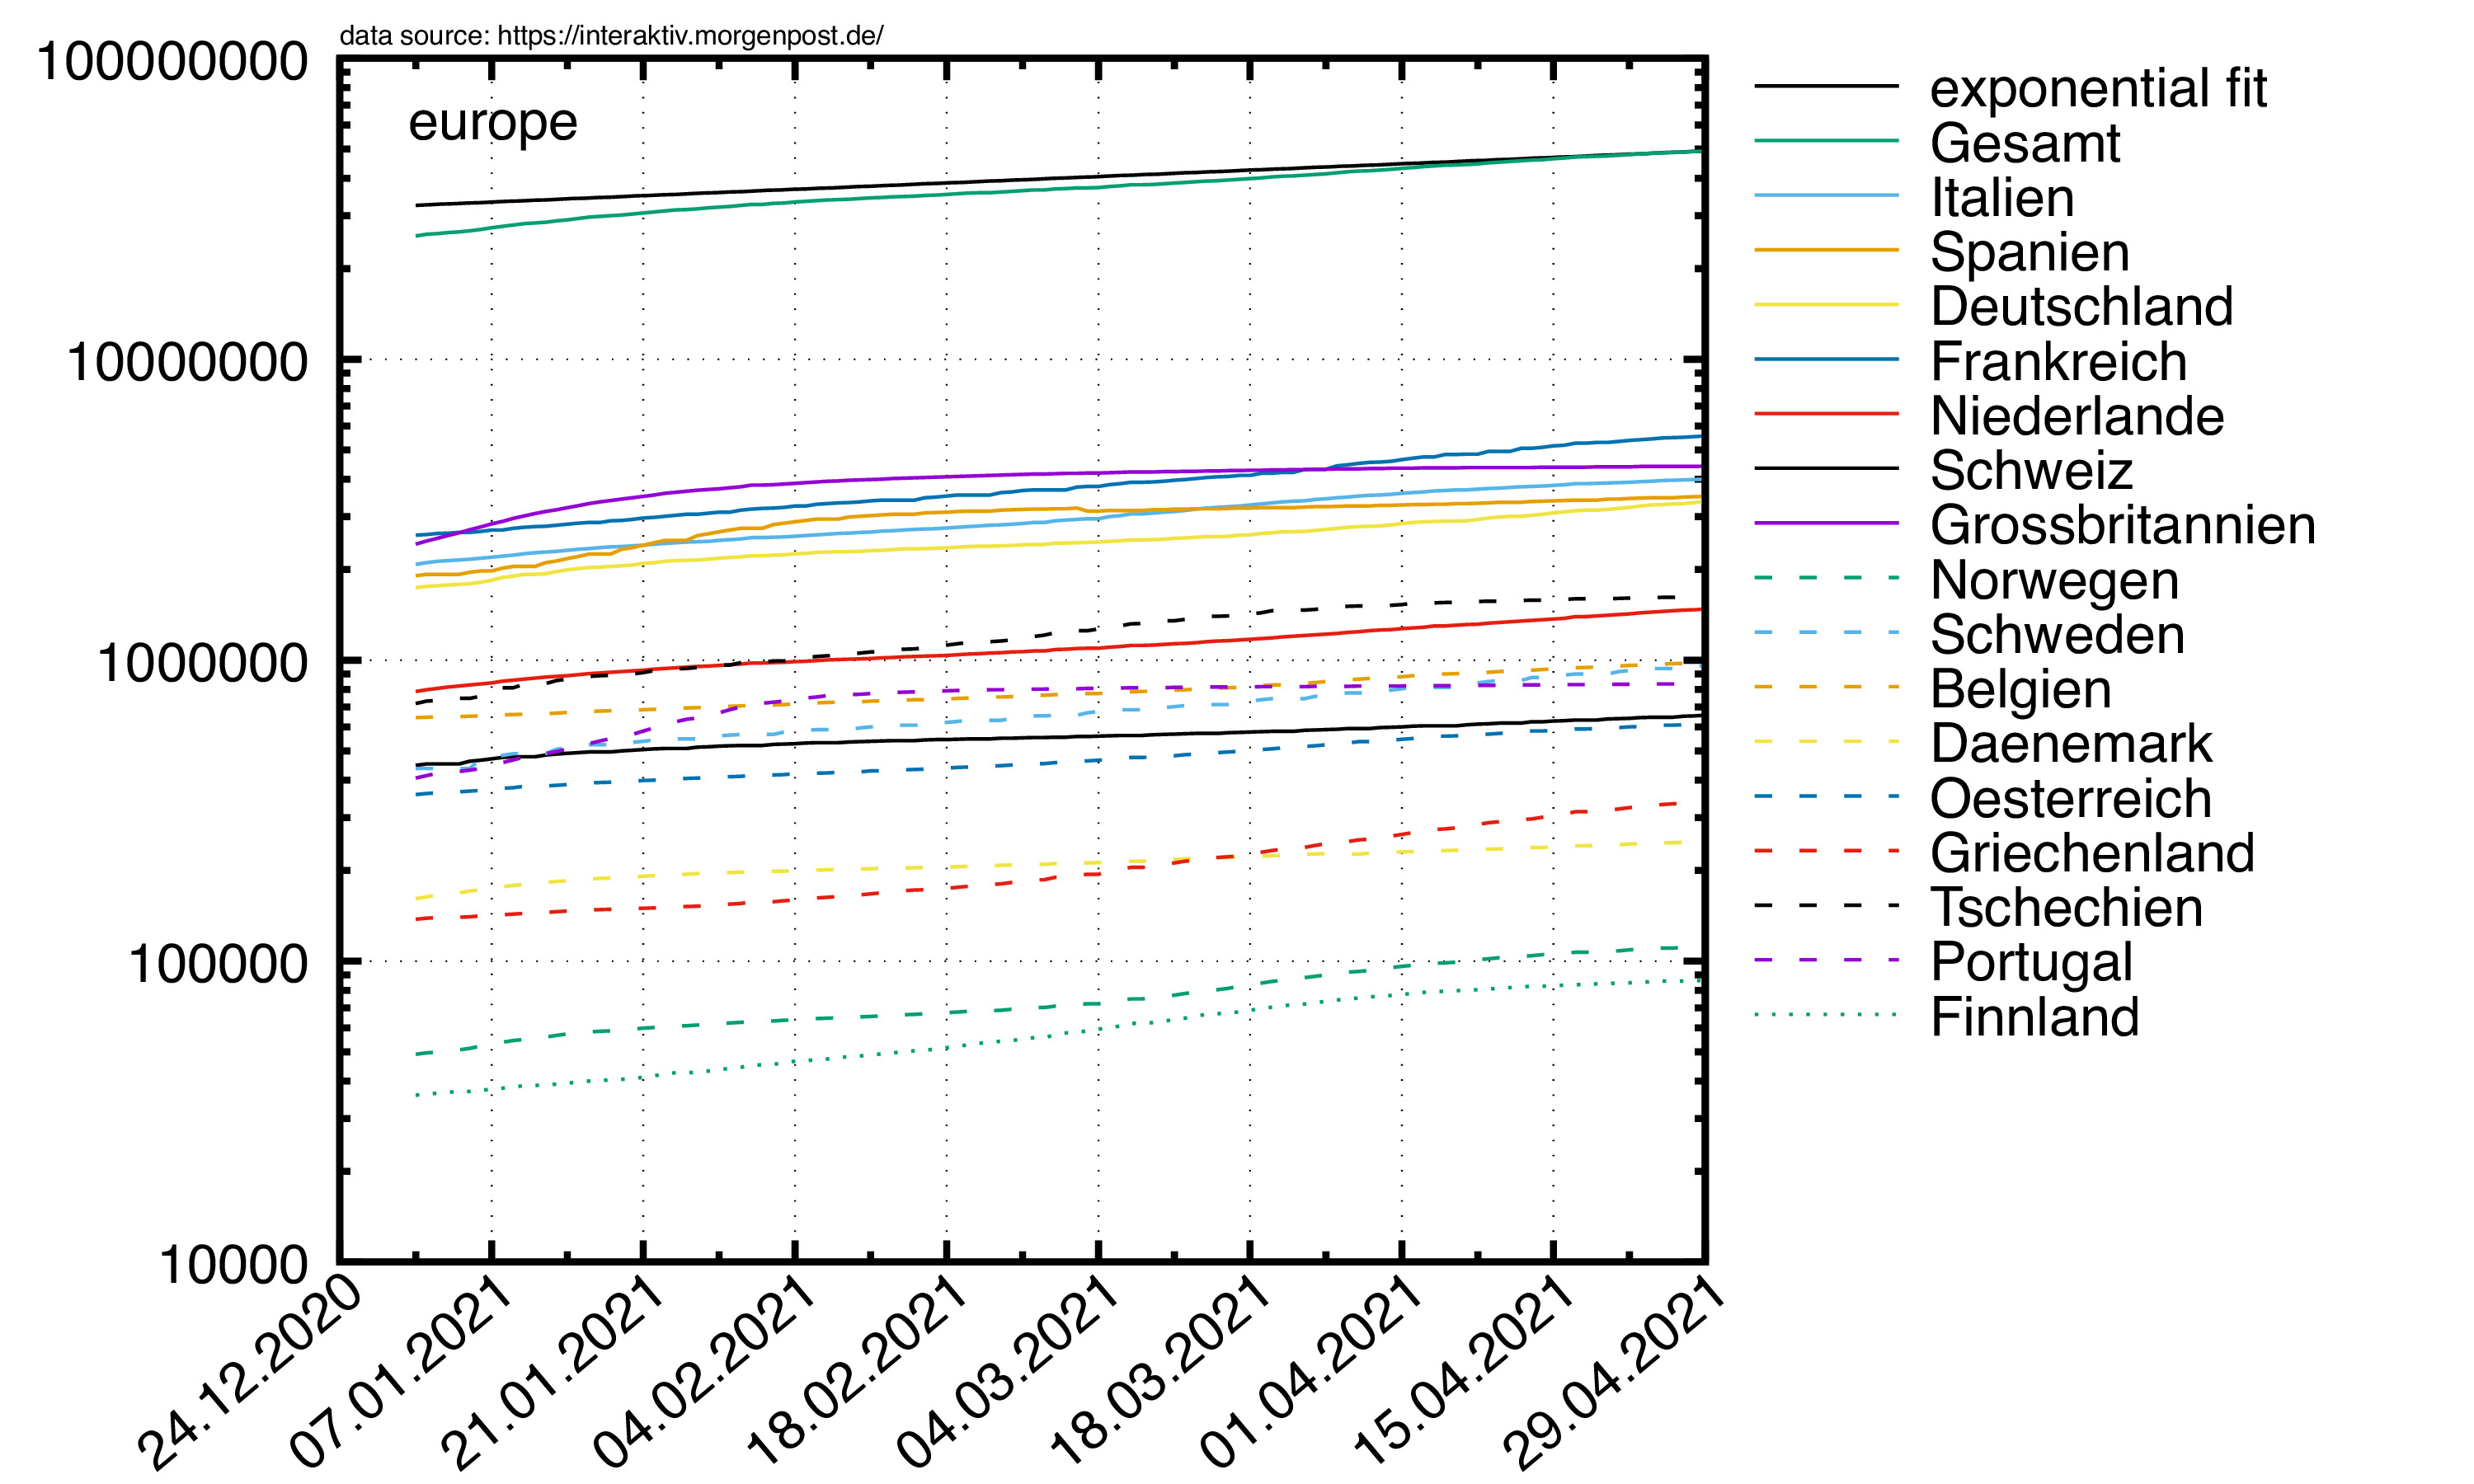 data source: https://interaktiv.morgenpost.de/
europe
100000000
10000000
1000000
100000
10000
24.12.2020
07.01.2021
21.01.2021
04.02.2021
18.02.2021
04.03.2021
18.03.2021
01.04.2021
15.04.2021
29.04.2021
exponential fit
Gesamt
Italien
Spanien
Deutschland
Frankreich
Niederlande
Schweiz
Grossbritannien
Norwegen
Schweden
Belgien
Daenemark
Oesterreich
Griechenland
Tschechien
Portugal
Finnland